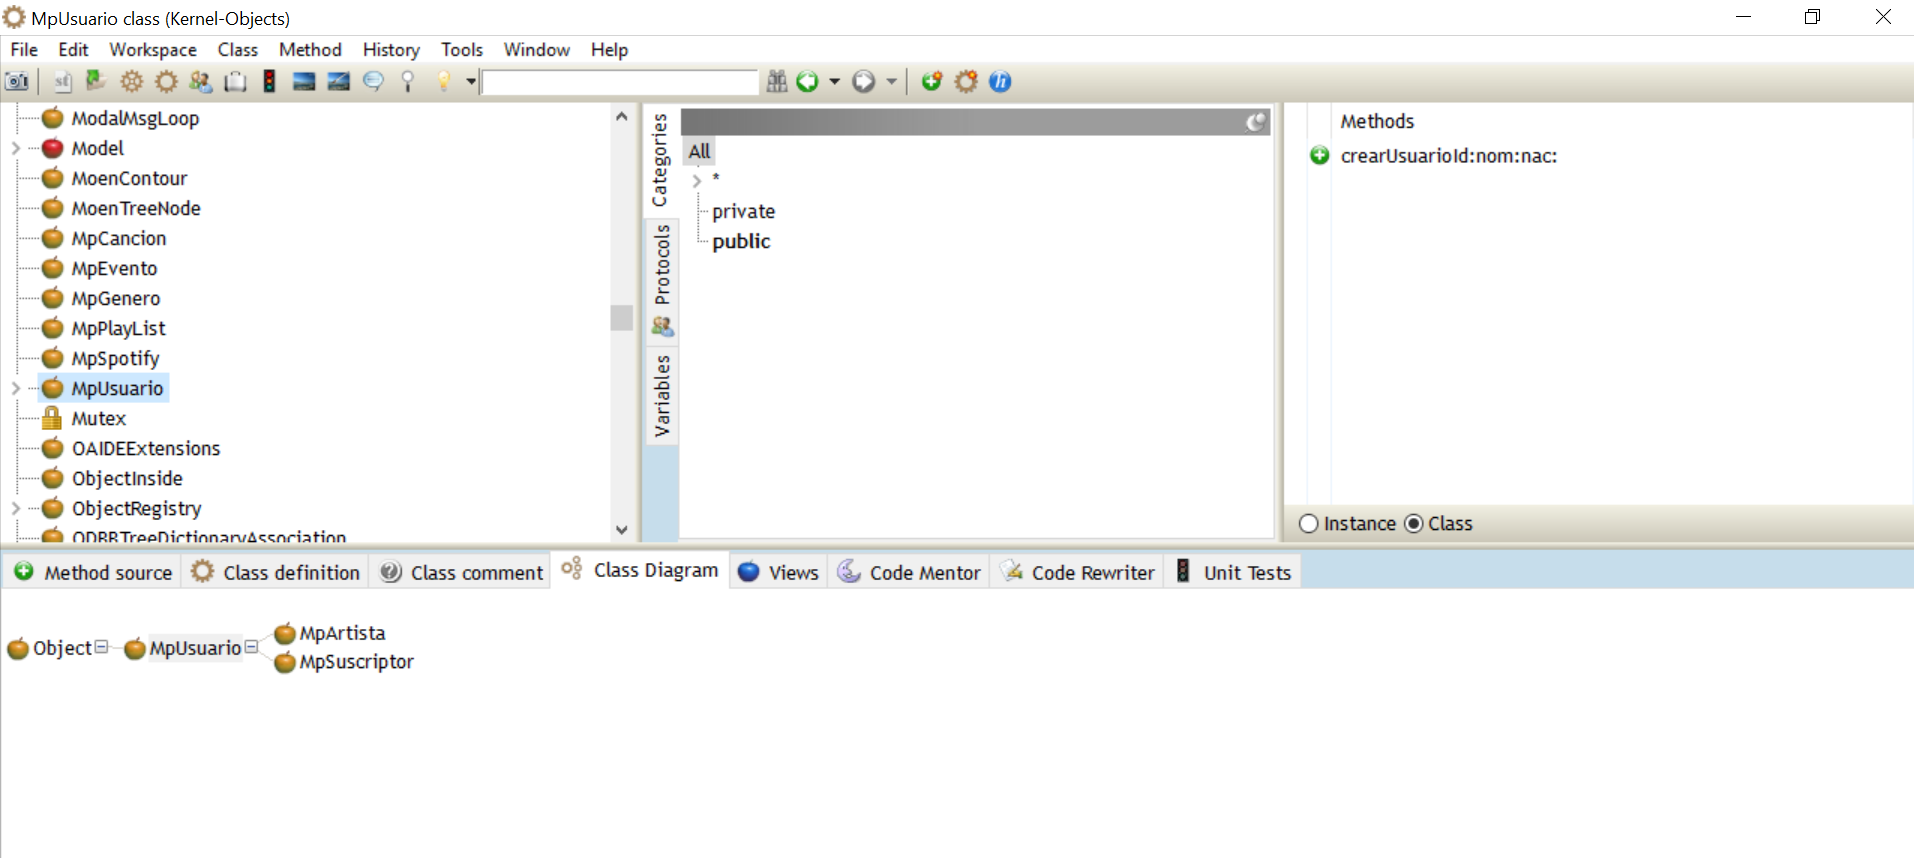 MpUsuario class (Kernel-Objects)
File Edit Workspace Class Method History Tools Window Help
ModalMsgLoop
Model
MoenContour
MoenTreeNode
MpCancion
MpEvento
MpGenero
MpPlayList
MpSpotify
MpUsuario
Mutex
OAIDEExtensions
ObjectInside
ObjectRegistry
ODBBTreeDictionaryAssociation
Categories
Protocols
Variables
All
*
private
public
Methods
crearUsuarioId:nom:nac:
Instance Class
Method source Class definition Class comment Class Diagram Views Code Mentor Code Rewriter Unit Tests
Object MpUsuario
MpArtista
MpSuscriptor